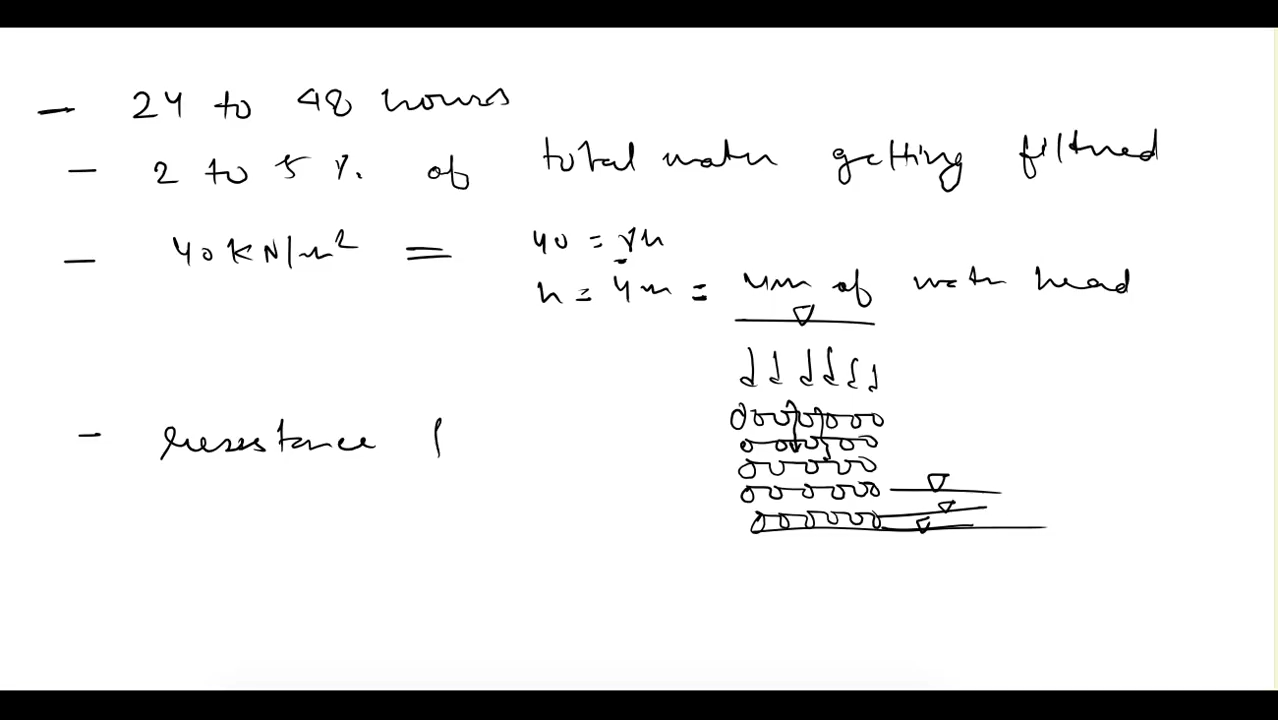 - 24 to 48 hours
- 2 to 5 %. of total water getting filtered
- 40 KN/m² = 40 = γh
h = 4m = 4m of water head
- resistance